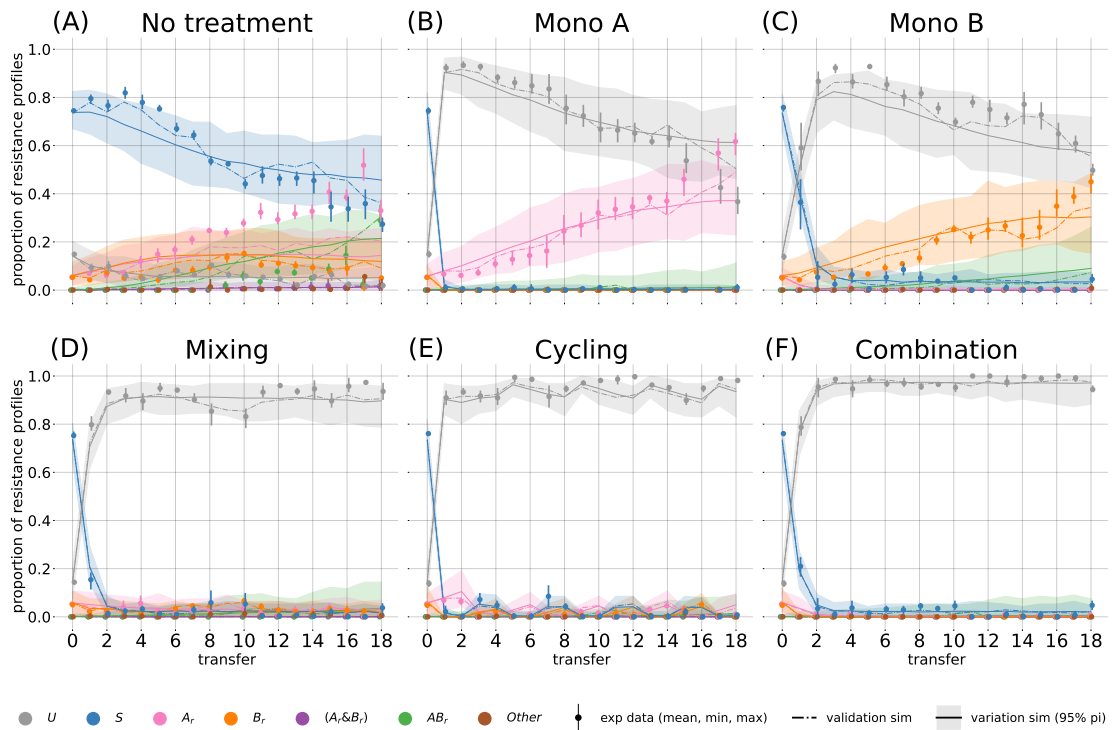 (A) No treatment
(B) Mono A
(C) Mono B
proportion of resistance profiles
1.0
0.8
0.6
0.4
0.2
0.0
(D) Mixing
(E) Cycling
(F) Combination
proportion of resistance profiles
1.0
0.8
0.6
0.4
0.2
0.0
0 2 4 6 8 10 12 14 16 18
0 2 4 6 8 10 12 14 16 18
0 2 4 6 8 10 12 14 16 18
transfer
transfer
transfer
U S Aᵣ Bᵣ (Aᵣ&Bᵣ) ABᵣ Other exp data (mean, min, max) validation sim variation sim (95% pi)